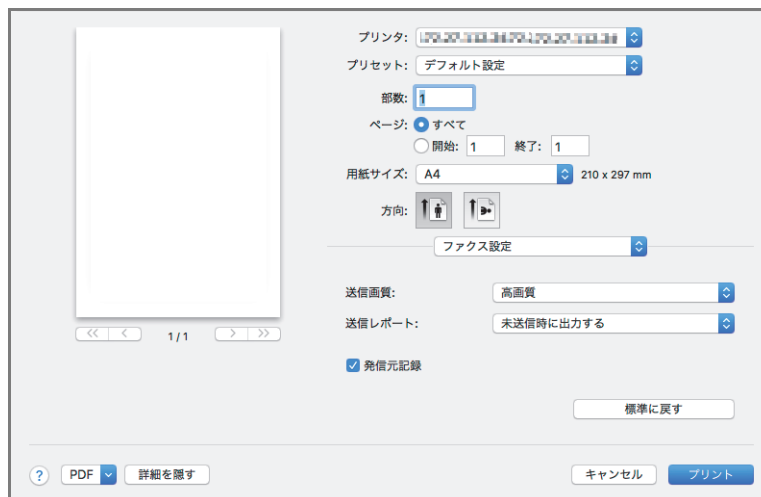 プリンタ:
プリセット: デフォルト設定
部数: 1
ページ: すべて
開始: 1 終了: 1
用紙サイズ: A4 210 x 297 mm
方向:
ファクス設定
送信画質: 高画質
送信レポート: 未送信時に出力する
発信元記録
1 / 1
標準に戻す
? PDF 詳細を隠す キャンセル プリント